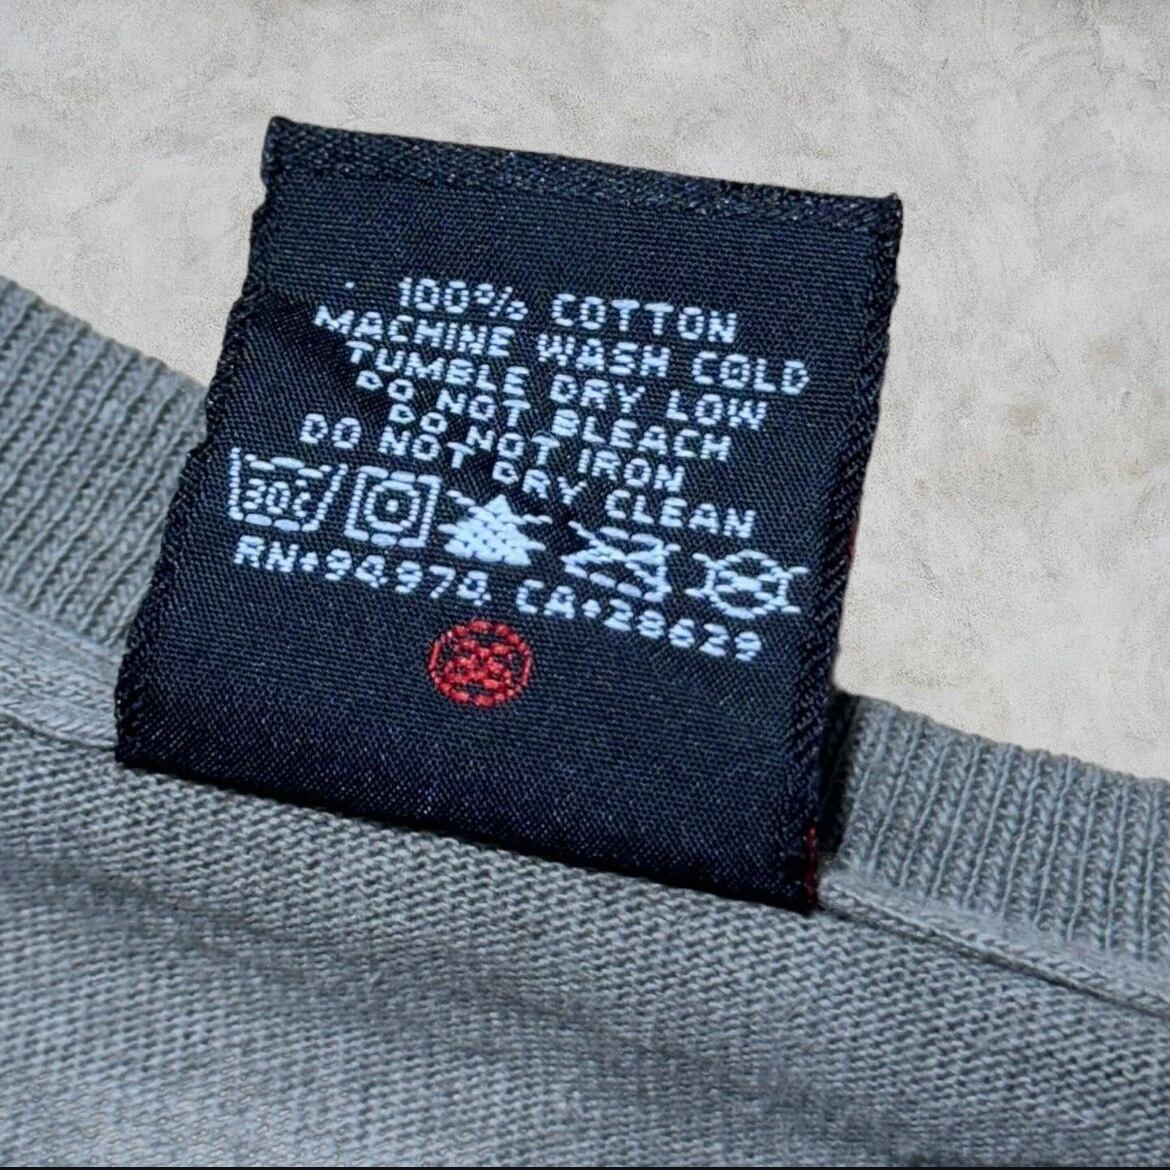 100% COTTON
MACHINE WASH COLD
TUMBLE DRY LOW
DO NOT BLEACH
DO NOT IRON
DO NOT DRY CLEAN
30.C
RN•94974 CA•28629